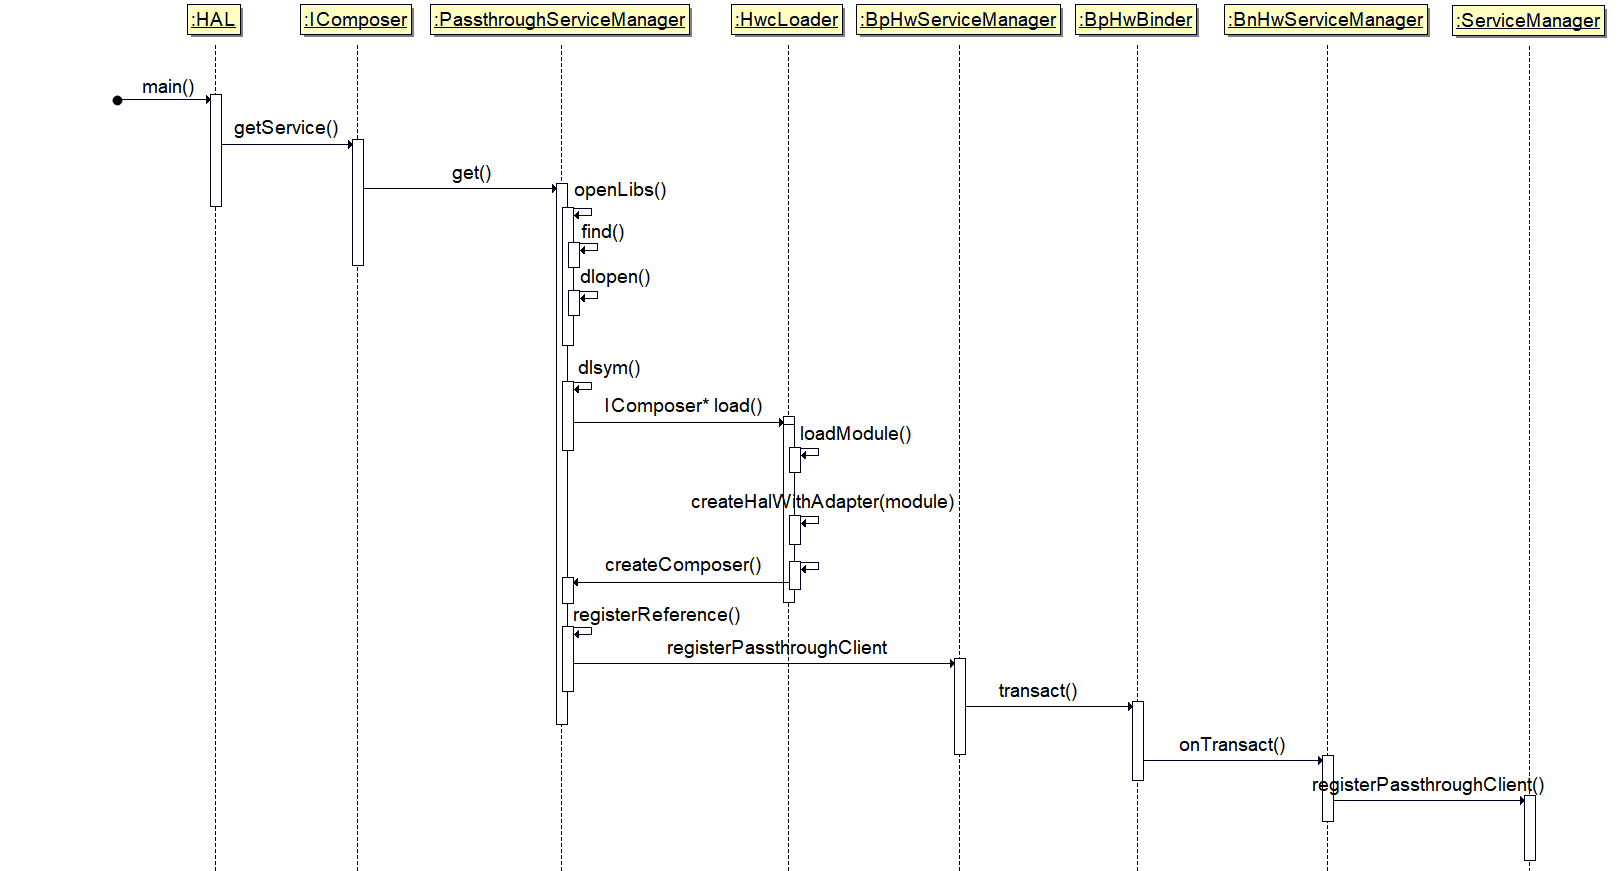 :HAL
:IComposer
:PassthroughServiceManager
:HwcLoader
:BpHwServiceManager
:BpHwBinder
:BnHwServiceManager
:ServiceManager
main()
getService()
get()
openLibs()
find()
dlopen()
dlsym()
IComposer* load()
loadModule()
createHalWithAdapter(module)
createComposer()
registerReference()
registerPassthroughClient
transact()
onTransact()
registerPassthroughClient()